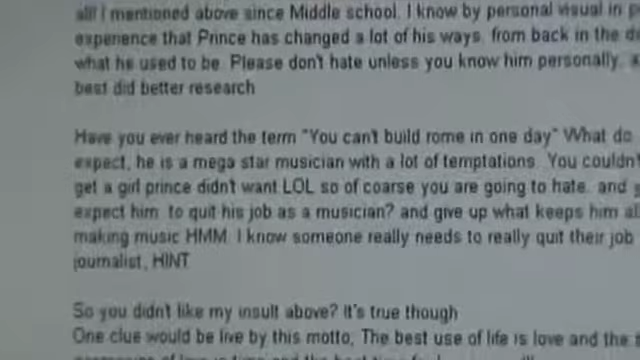 all I mentioned above since Middle school. I know by personal visual in
experience that Prince has changed a lot of his ways, from back in the
what he used to be. Please don't hate unless you know him personally,
best did better research
Have you ever heard the term "You can't build rome in one day" What do
expect, he is a mega star musician with a lot of temptations. You couldn't
get a girl prince didn't want LOL so of coarse you are going to hate. and
expect him. to quit his job as a musician? and give up what keeps him
making music HMM. I know someone really needs to really quit their job
journalist, HINT
So you didn't like my insult above? It's true though
One clue would be live by this motto, The best use of life is love and the